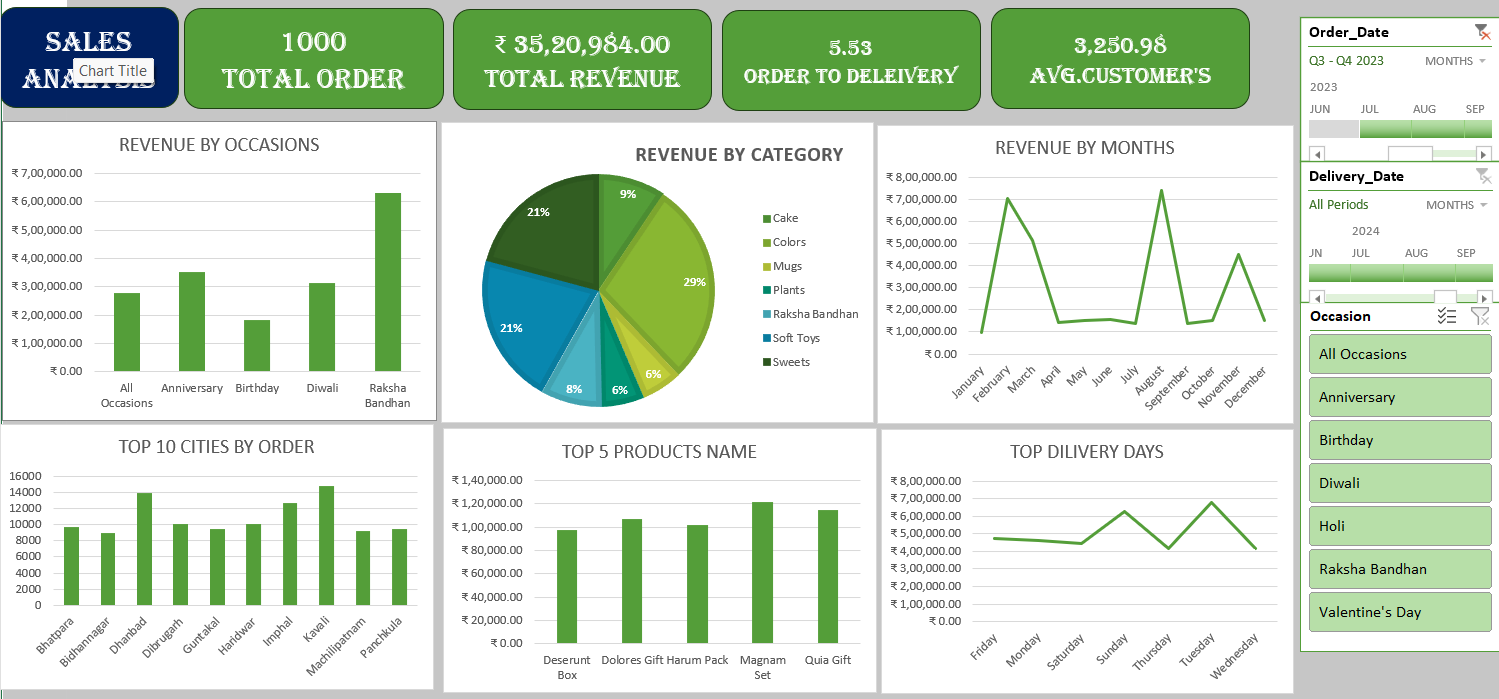 SALES
ANALYSIS
Chart Title
1000
TOTAL ORDER
₹ 35,20,984.00
TOTAL REVENUE
5.53
ORDER TO DELEIVERY
3,250.98
AVG.CUSTOMER'S
REVENUE BY OCCASIONS
₹ 7,00,000.00
₹ 6,00,000.00
₹ 5,00,000.00
₹ 4,00,000.00
₹ 3,00,000.00
₹ 2,00,000.00
₹ 1,00,000.00
₹ 0.00
All
Occasions
Anniversary
Birthday
Diwali
Raksha
Bandhan
REVENUE BY CATEGORY
9%
29%
6%
6%
8%
21%
21%
Cake
Colors
Mugs
Plants
Raksha Bandhan
Soft Toys
Sweets
REVENUE BY MONTHS
₹ 8,00,000.00
₹ 7,00,000.00
₹ 6,00,000.00
₹ 5,00,000.00
₹ 4,00,000.00
₹ 3,00,000.00
₹ 2,00,000.00
₹ 1,00,000.00
₹ 0.00
January
February
March
April
May
June
July
August
September
October
November
December
TOP 10 CITIES BY ORDER
16000
14000
12000
10000
8000
6000
4000
2000
0
Bhatpara
Bidhannagar
Dhanbad
Dibrugarh
Guntakal
Haridwar
Imphal
Kavali
Machilipatnam
Panchkula
TOP 5 PRODUCTS NAME
₹ 1,40,000.00
₹ 1,20,000.00
₹ 1,00,000.00
₹ 80,000.00
₹ 60,000.00
₹ 40,000.00
₹ 20,000.00
₹ 0.00
Deserunt
Box
Dolores Gift
Harum Pack
Magnam
Set
Quia Gift
TOP DILIVERY DAYS
₹ 8,00,000.00
₹ 7,00,000.00
₹ 6,00,000.00
₹ 5,00,000.00
₹ 4,00,000.00
₹ 3,00,000.00
₹ 2,00,000.00
₹ 1,00,000.00
₹ 0.00
Friday
Monday
Saturday
Sunday
Thursday
Tuesday
Wednesday
Order_Date
Q3 - Q4 2023 MONTHS
2023
JUN JUL AUG SEP
Delivery_Date
All Periods MONTHS
2024
UN JUL AUG SEP
Occasion
All Occasions
Anniversary
Birthday
Diwali
Holi
Raksha Bandhan
Valentine's Day